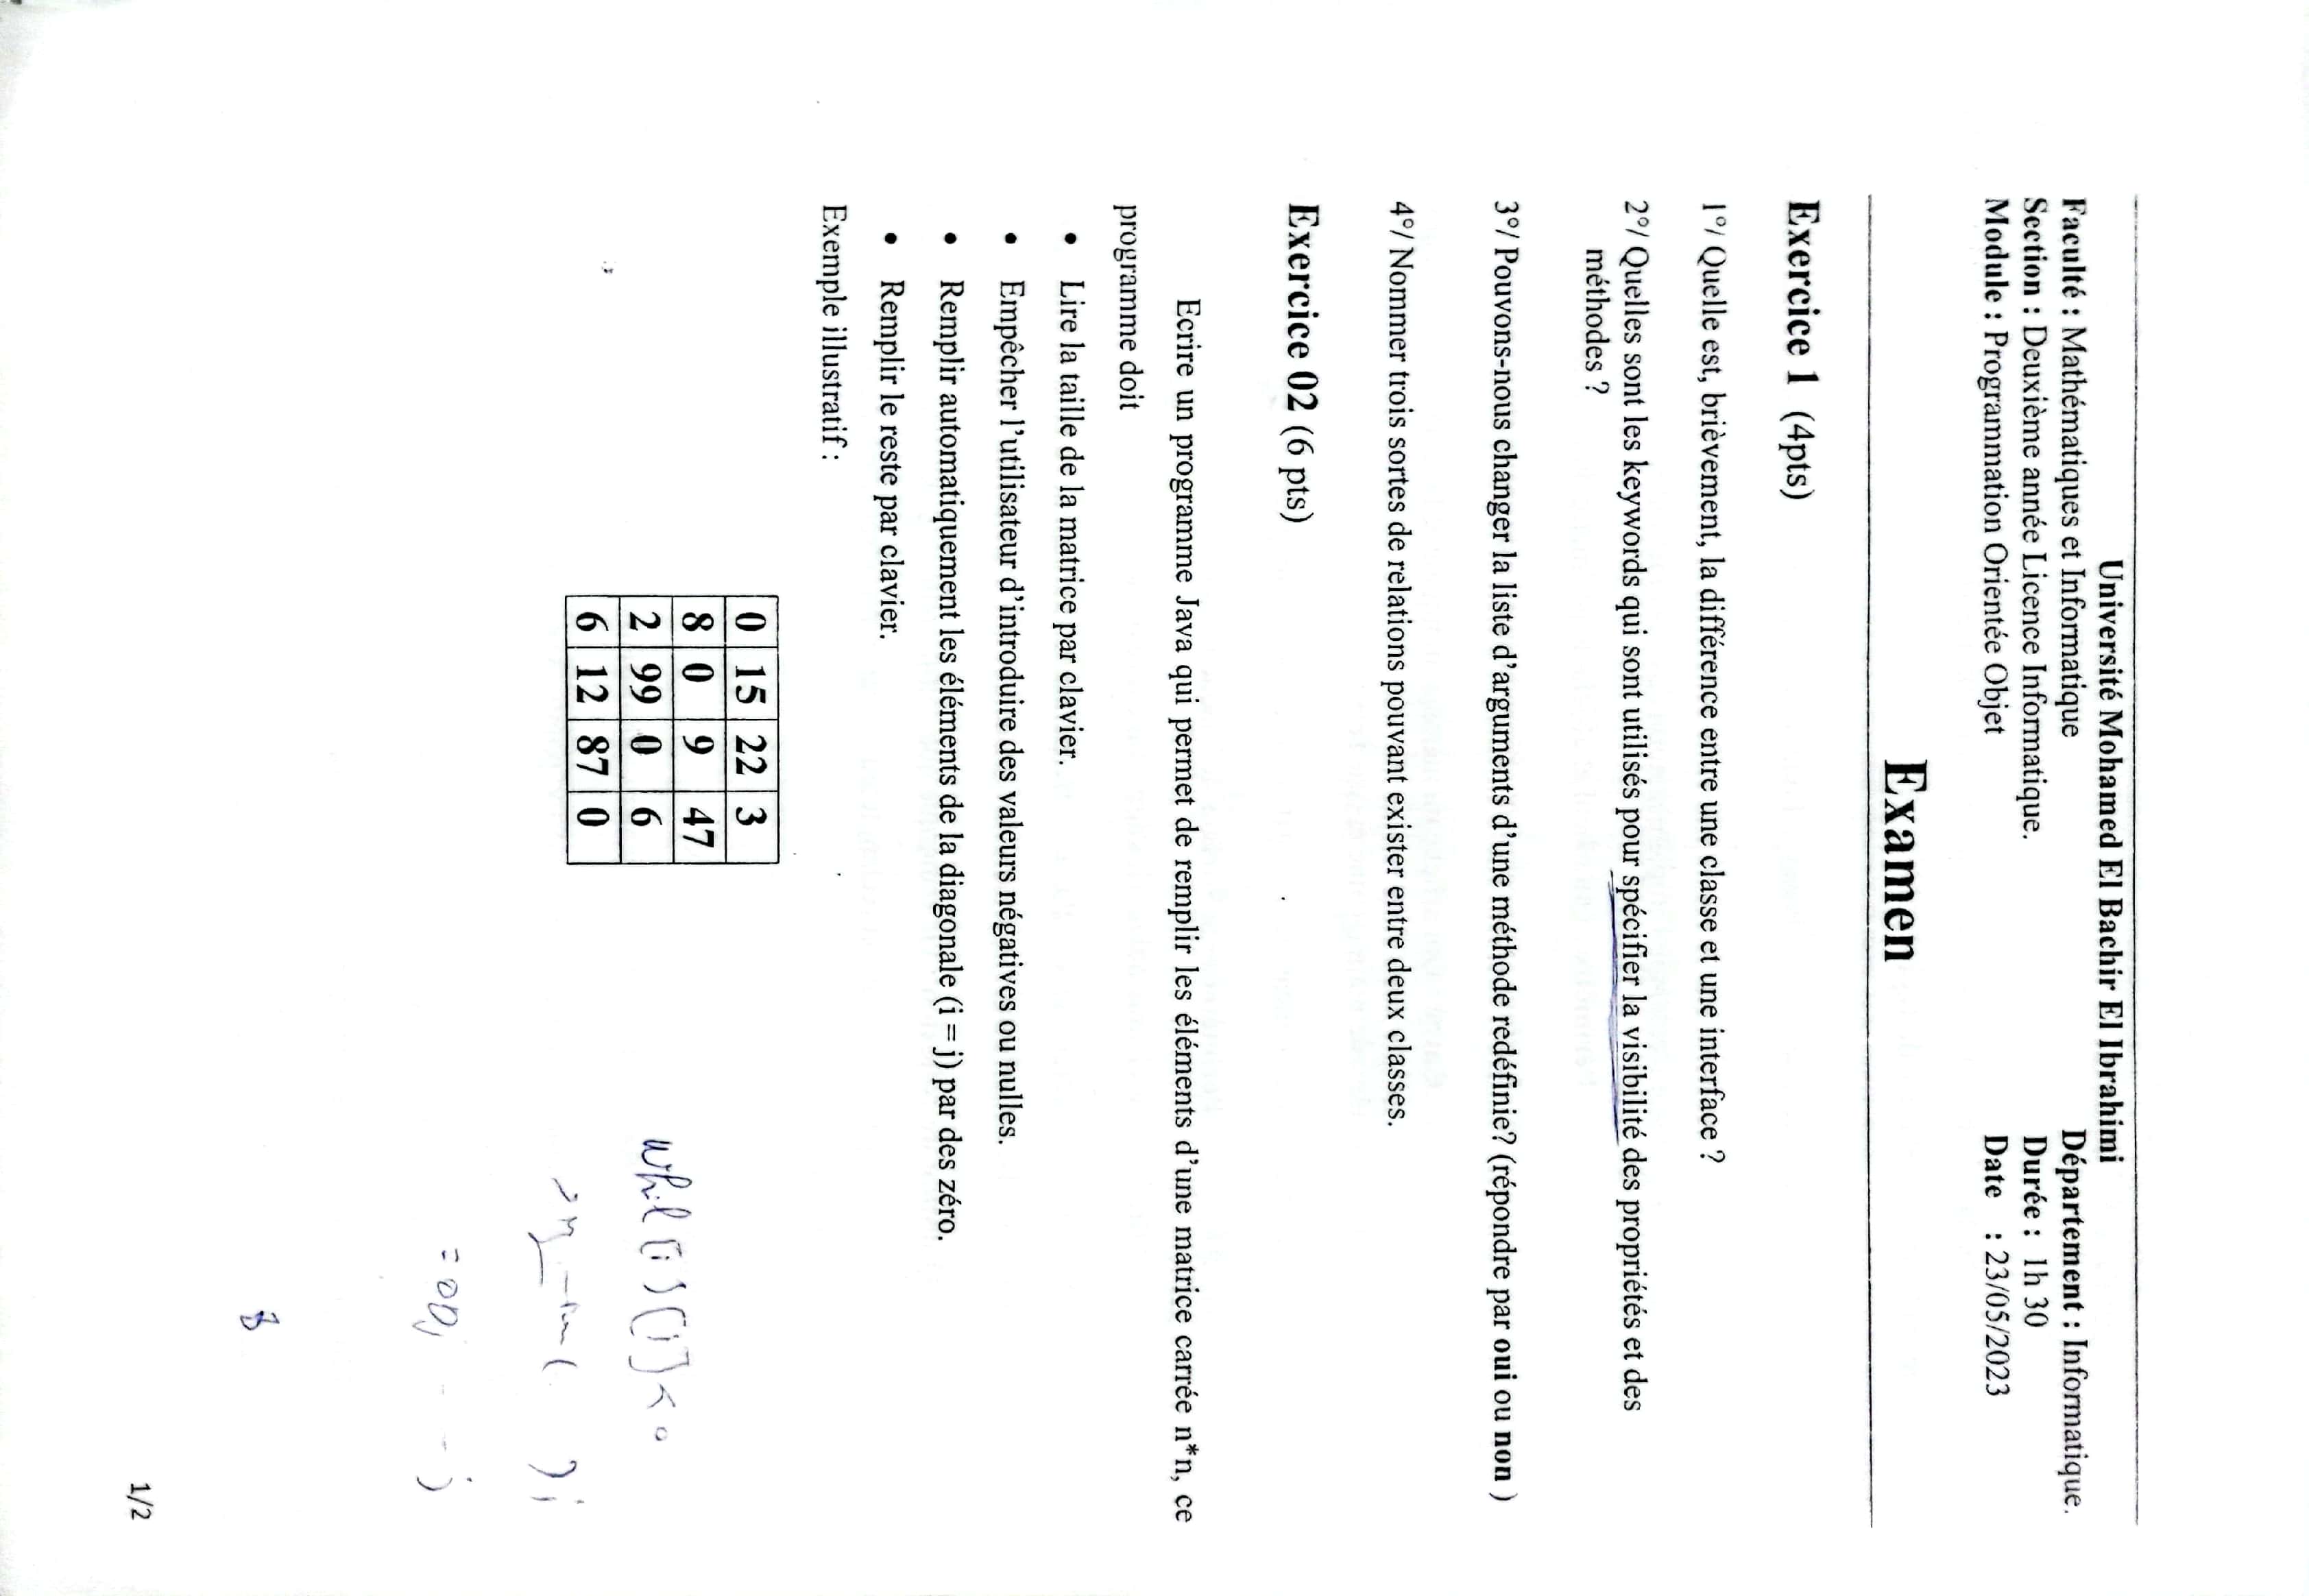 Université Mohamed El Bachir El Ibrahimi
Faculté : Mathématiques et Informatique Département : Informatique.
Section : Deuxième année Licence Informatique. Durée : 1h 30
Module : Programmation Orientée Objet Date : 23/05/2023
Examen
Exercice 1 (4pts)
1°/ Quelle est, brièvement, la différence entre une classe et une interface ?
2°/ Quelles sont les keywords qui sont utilisés pour spécifier la visibilité des propriétés et des
méthodes ?
3°/ Pouvons-nous changer la liste d'arguments d'une méthode redéfinie? (répondre par oui ou non )
4°/ Nommer trois sortes de relations pouvant exister entre deux classes.
Exercice 02 (6 pts)
Ecrire un programme Java qui permet de remplir les éléments d'une matrice carrée n*n, ce
programme doit
• Lire la taille de la matrice par clavier.
• Empêcher l'utilisateur d'introduire des valeurs négatives ou nulles.
• Remplir automatiquement les éléments de la diagonale (i = j) par des zéro.
• Remplir le reste par clavier.
Exemple illustratif :
0 15 22 3
8 0 9 47
2 99 0 6
6 12 87 0
whil [i] [j] < 0
1/2